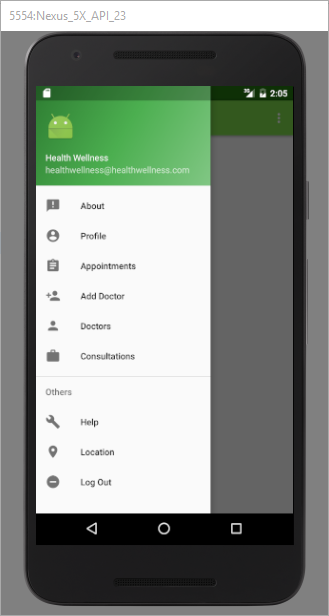 5554:Nexus_5X_API_23
3G 2:05
Health Wellness
healthwellness@healthwellness.com
About
Profile
Appointments
Add Doctor
Doctors
Consultations
Others
Help
Location
Log Out